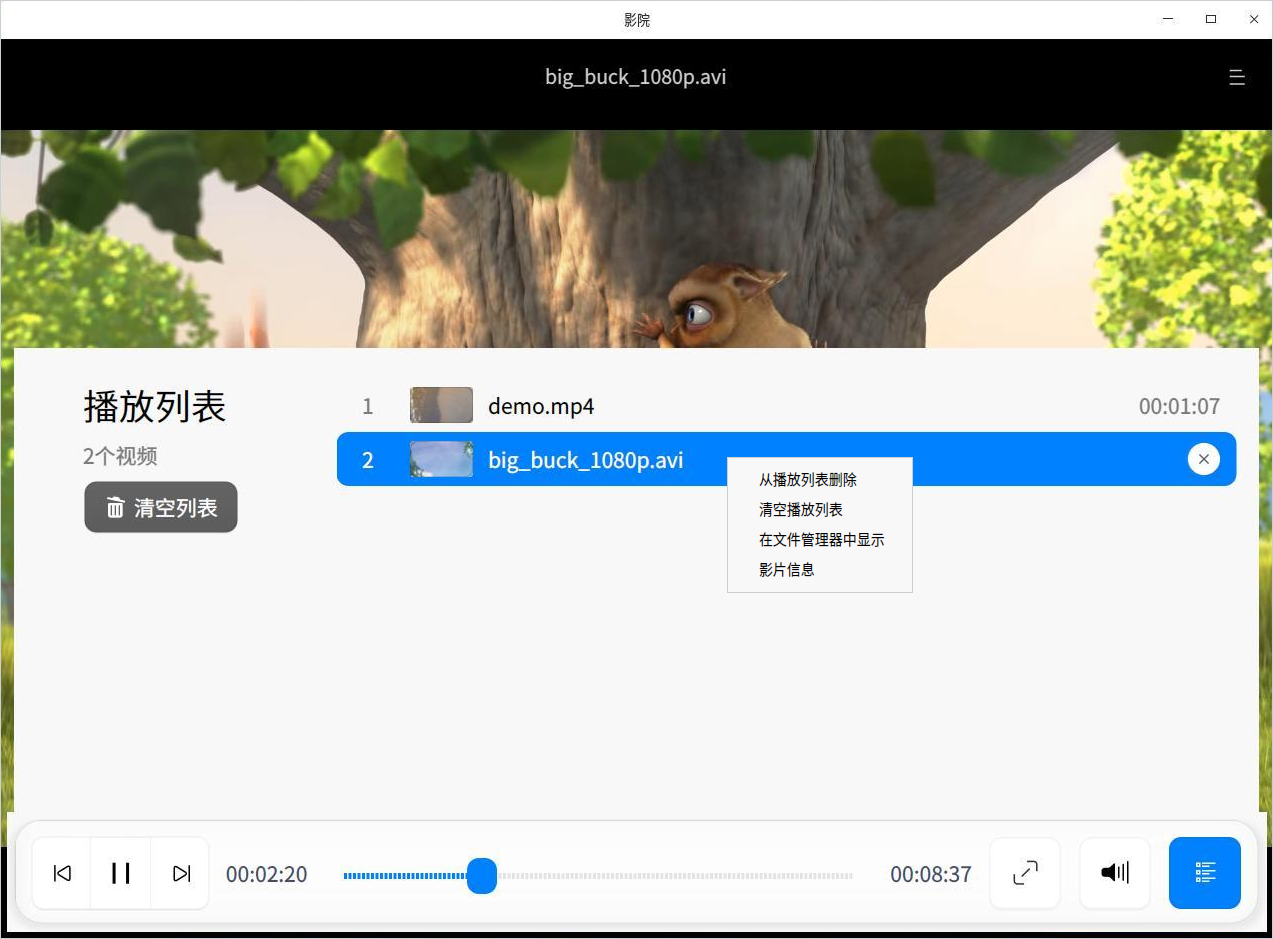 影院
big_buck_1080p.avi
播放列表
2个视频
清空列表
1 demo.mp4 00:01:07
2 big_buck_1080p.avi
从播放列表删除
清空播放列表
在文件管理器中显示
影片信息
00:02:20 00:08:37